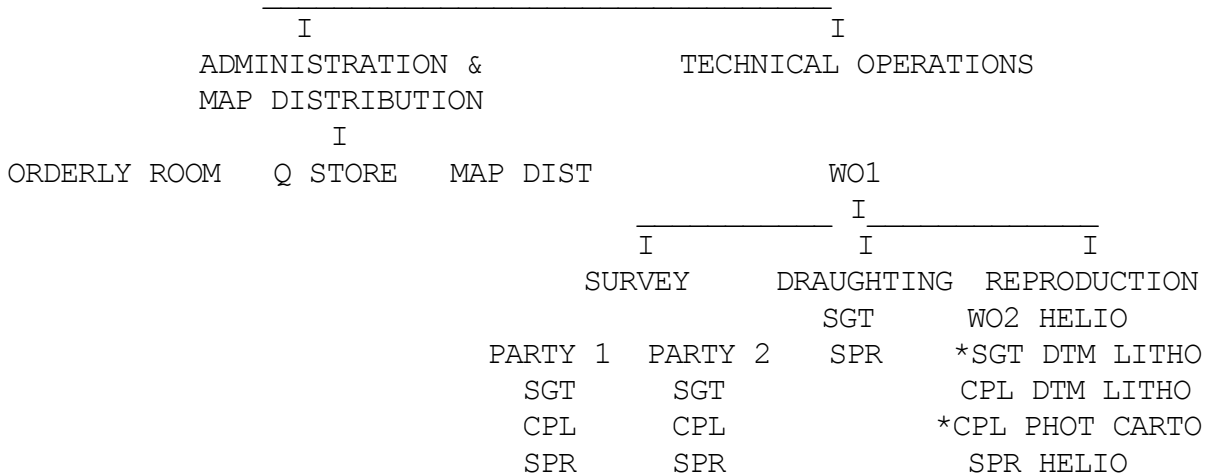 I I
ADMINISTRATION & TECHNICAL OPERATIONS
MAP DISTRIBUTION
I
ORDERLY ROOM Q STORE MAP DIST WO1
I
I I I
SURVEY DRAUGHTING REPRODUCTION
SGT WO2 HELIO
PARTY 1 PARTY 2 SPR *SGT DTM LITHO
SGT SGT CPL DTM LITHO
CPL CPL *CPL PHOT CARTO
SPR SPR SPR HELIO